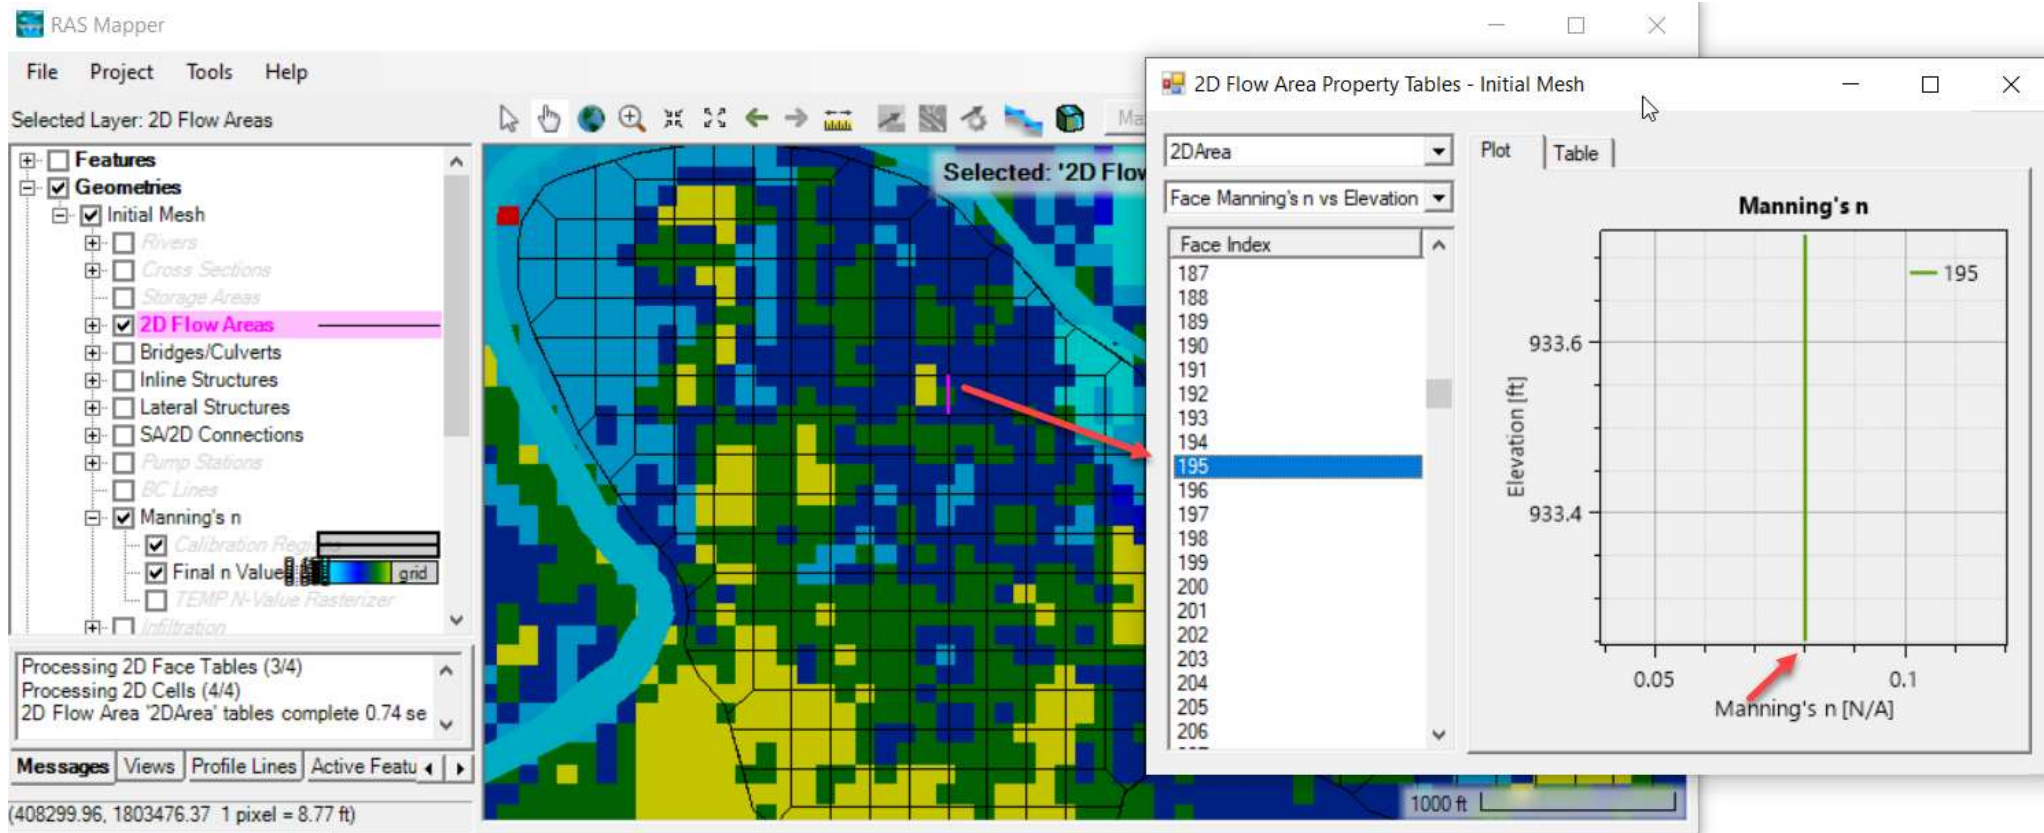 RAS Mapper
File Project Tools Help
Selected Layer: 2D Flow Areas
Features
Geometries
Initial Mesh
Rivers
Cross Sections
Storage Areas
2D Flow Areas
Bridges/Culverts
Inline Structures
Lateral Structures
SA/2D Connections
Pump Stations
BC Lines
Manning's n
Calibration
Final n Value
grid
TEMP N-Value Rasterizer
Infiltration
Processing 2D Face Tables (3/4)
Processing 2D Cells (4/4)
2D Flow Area '2DArea' tables complete 0.74 se
Messages Views Profile Lines Active Featu
(408299.96, 1803476.37 1 pixel = 8.77 ft)
Ma
Selected: '2D Flow
1000 ft
2D Flow Area Property Tables - Initial Mesh
2DArea
Face Manning's n vs Elevation
Face Index
187
188
189
190
191
192
193
194
195
196
197
198
199
200
201
202
203
204
205
206
Plot Table
Manning's n
195
933.6
933.4
Elevation [ft]
0.05 0.1
Manning's n [N/A]